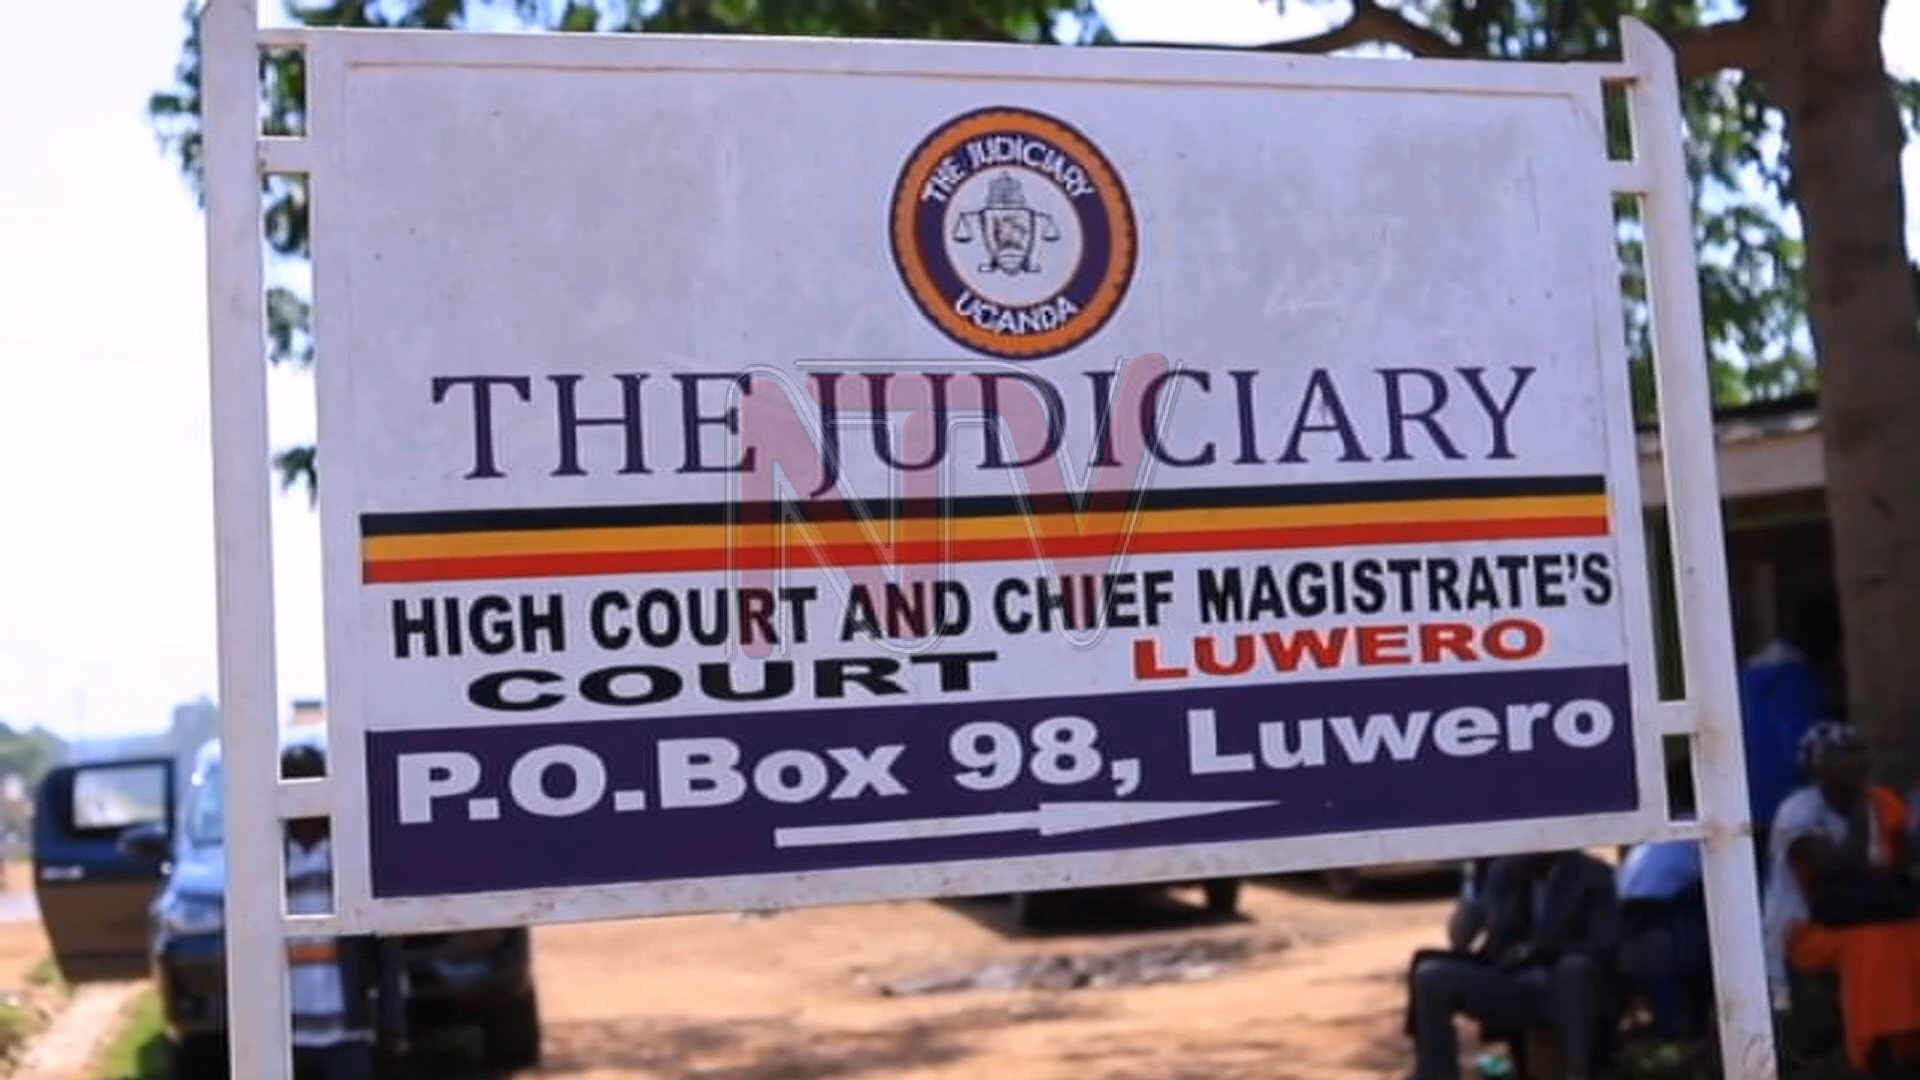 THE JUDICIARY
UGANDA
THE JUDICIARY
NTV
HIGH COURT AND CHIEF MAGISTRATE'S
COURT LUWERO
P.O.Box 98, Luwero